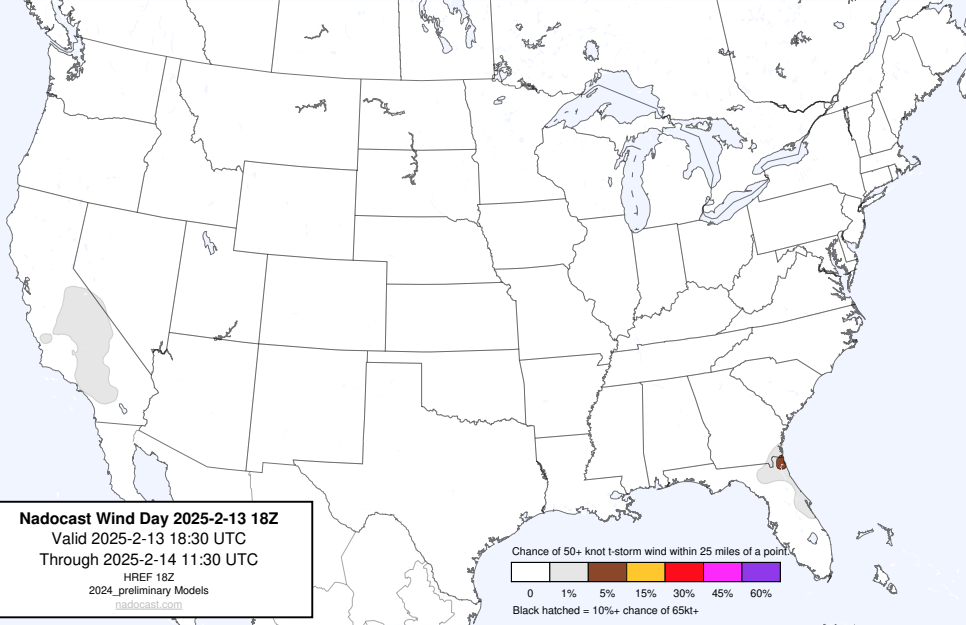 Nadocast Wind Day 2025-2-13 18Z
Valid 2025-2-13 18:30 UTC
Through 2025-2-14 11:30 UTC
HREF 18Z
2024_preliminary Models
nadocast.com
Chance of 50+ knot t-storm wind within 25 miles of a point.
0 1% 5% 15% 30% 45% 60%
Black hatched = 10%+ chance of 65kt+